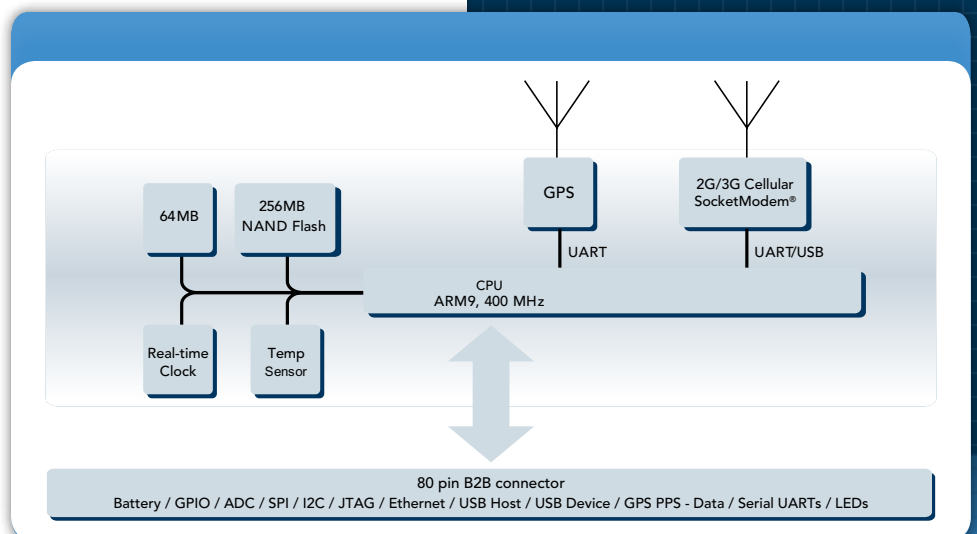 GPS
2G/3G Cellular
SocketModem®
64MB
256MB
NAND Flash
UART
UART/USB
CPU
ARM9, 400 MHz
Real-time
Clock
Temp
Sensor
80 pin B2B connector
Battery / GPIO / ADC / SPI / I2C / JTAG / Ethernet / USB Host / USB Device / GPS PPS - Data / Serial UARTs / LEDs